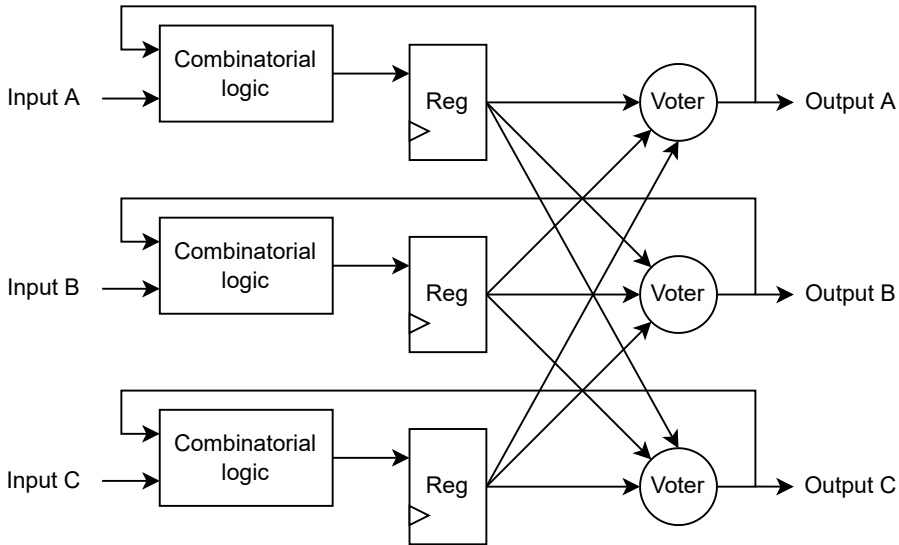 Input A
Combinatorial
logic
Reg
Voter
Output A
Input B
Combinatorial
logic
Reg
Voter
Output B
Input C
Combinatorial
logic
Reg
Voter
Output C